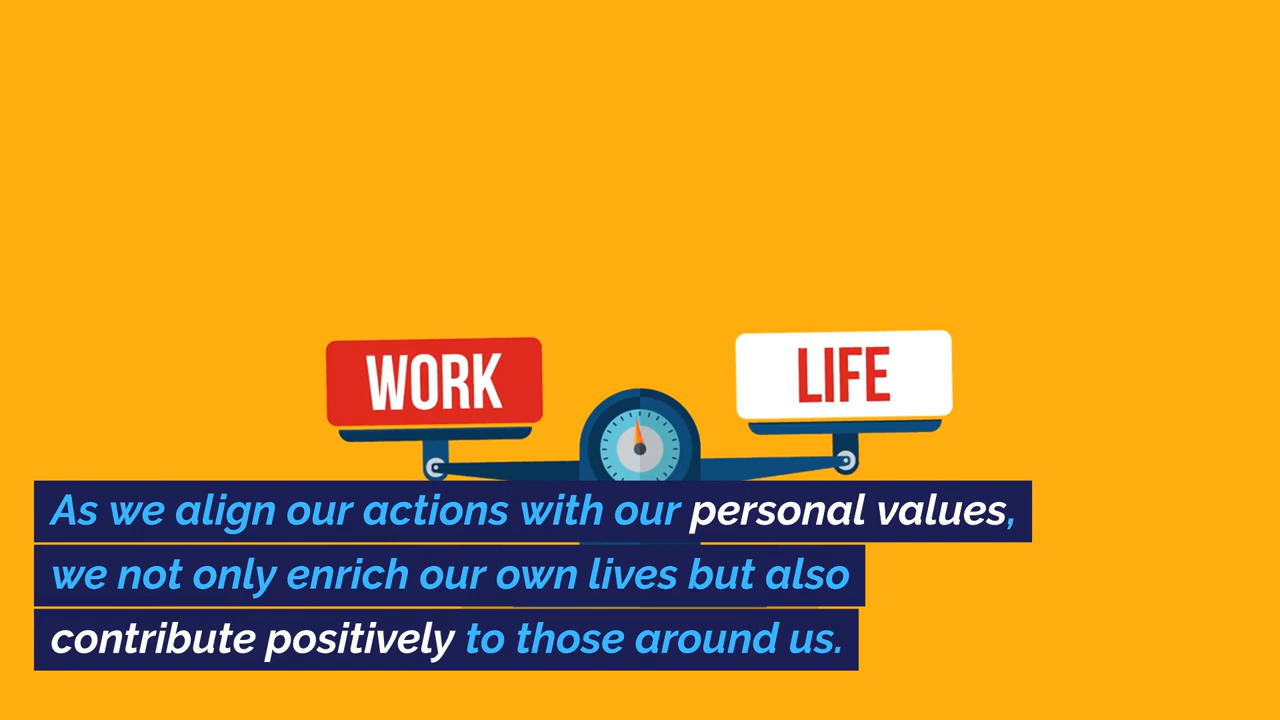 WORK
LIFE
As we align our actions with our personal values,
we not only enrich our own lives but also
contribute positively to those around us.